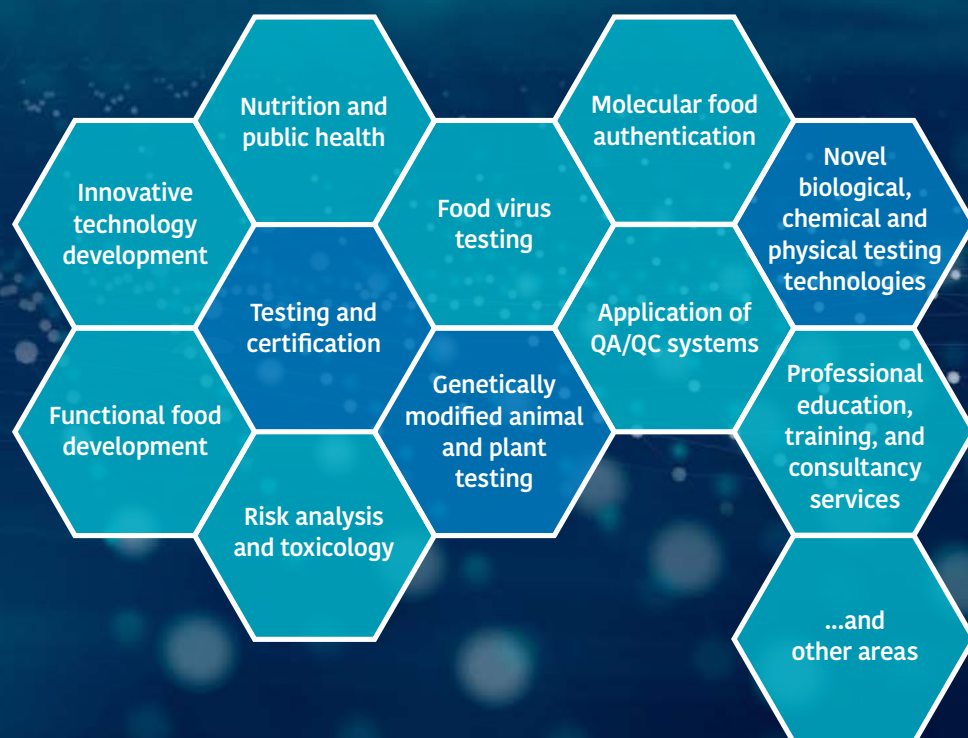 Nutrition and
public health
Molecular food
authentication
Innovative
technology
development
Food virus
testing
Novel
biological,
chemical and
physical testing
technologies
Testing and
certification
Application of
QA/QC systems
Functional food
development
Genetically
modified animal
and plant
testing
Professional
education,
training, and
consultancy
services
Risk analysis
and toxicology
...and
other areas